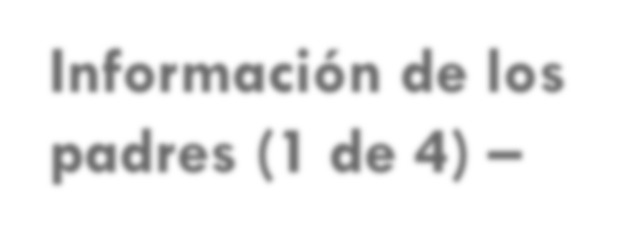 Información de los
padres (1 de 4) –